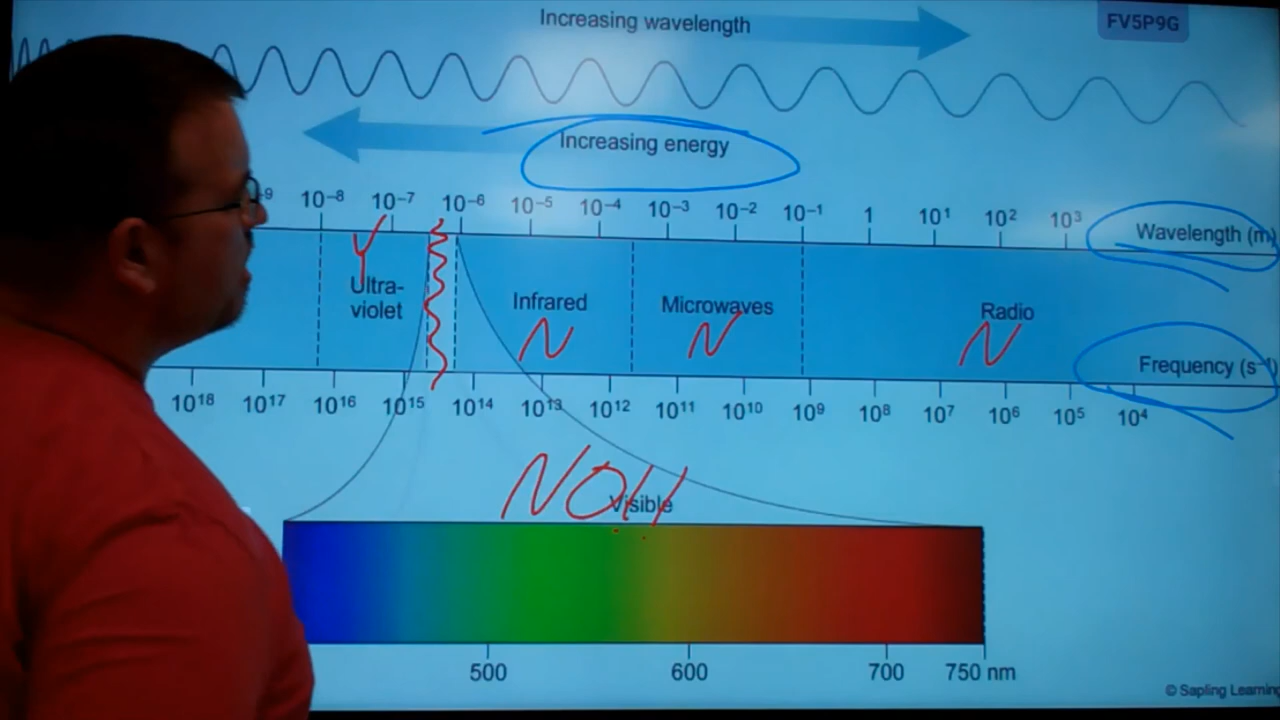 Increasing wavelength
FV5P9G
Increasing energy
10⁻⁸ 10⁻⁷ 10⁻⁶ 10⁻⁵ 10⁻⁴ 10⁻³ 10⁻² 10⁻¹ 1 10¹ 10² 10³ Wavelength (m
Y
Ultra-
violet
Infrared
Microwaves
Radio
N N N
Frequency (s⁻¹
10¹⁸ 10¹⁷ 10¹⁶ 10¹⁵ 10¹⁴ 10¹³ 10¹² 10¹¹ 10¹⁰ 10⁹ 10⁸ 10⁷ 10⁶ 10⁵ 10⁴
NO!!
Visible
500 600 700 750 nm
© Sapling Learning